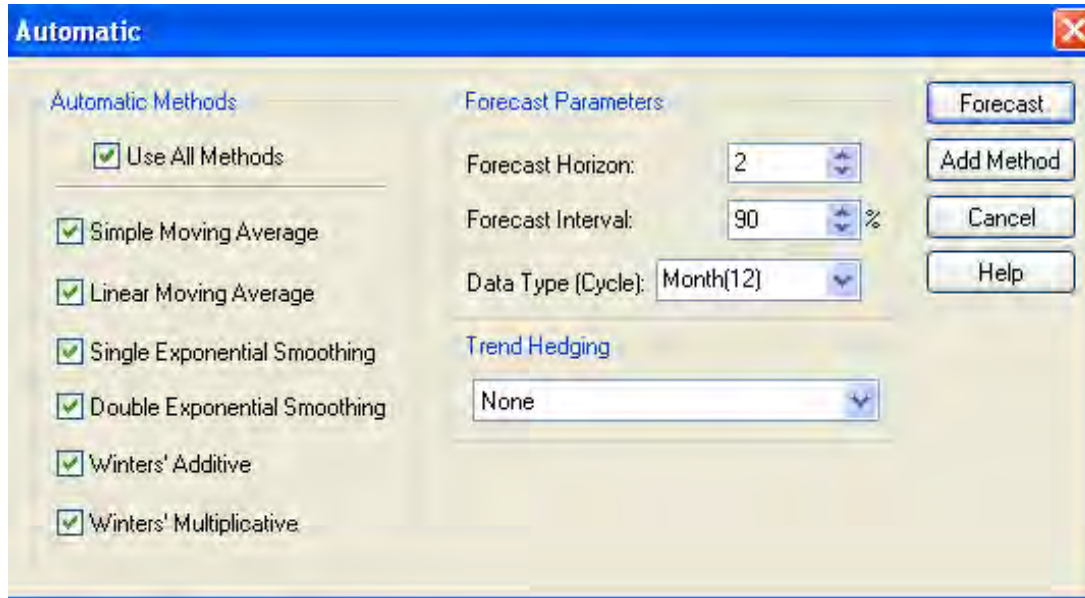 Automatic
Automatic Methods
Use All Methods
Simple Moving Average
Linear Moving Average
Single Exponential Smoothing
Double Exponential Smoothing
Winters' Additive
Winters' Multiplicative
Forecast Parameters
Forecast Horizon: 2
Forecast Interval: 90 %
Data Type (Cycle): Month(12)
Trend Hedging
None
Forecast
Add Method
Cancel
Help